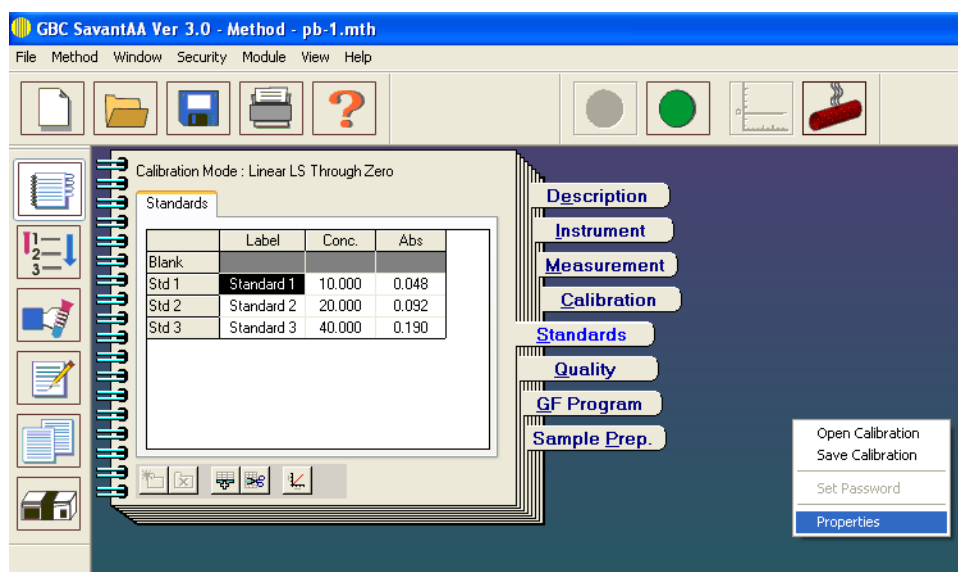 GBC SavantAA Ver 3.0 - Method - pb-1.mth
File Method Window Security Module View Help
Calibration Mode : Linear LS Through Zero
Standards
Label Conc. Abs
Blank
Std 1 Standard 1 10.000 0.048
Std 2 Standard 2 20.000 0.092
Std 3 Standard 3 40.000 0.190
Description
Instrument
Measurement
Calibration
Standards
Quality
GF Program
Sample Prep.
1
2
3
Open Calibration
Save Calibration
Set Password
Properties